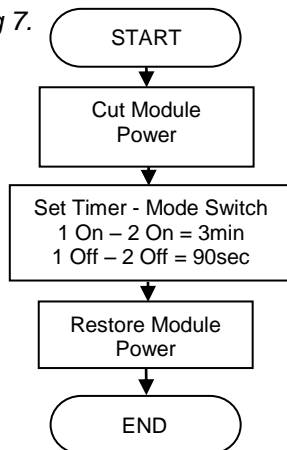 g 7.
START
Cut Module
Power
Set Timer - Mode Switch
1 On – 2 On = 3min
1 Off – 2 Off = 90sec
Restore Module
Power
END